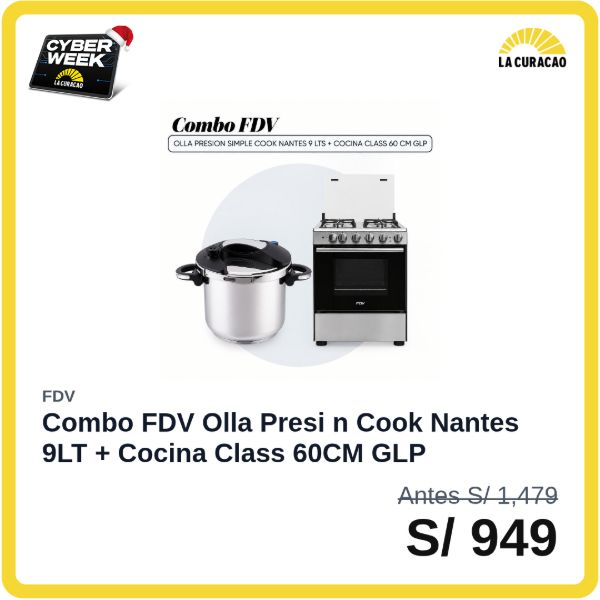 CYBER
WEEK
LA CURACAO
LA CURACAO
Combo FDV
OLLA PRESION SIMPLE COOK NANTES 9 LTS + COCINA CLASS 60 CM GLP
FDV
FDV
Combo FDV Olla Presi n Cook Nantes
9LT + Cocina Class 60CM GLP
Antes S/ 1,479
S/ 949